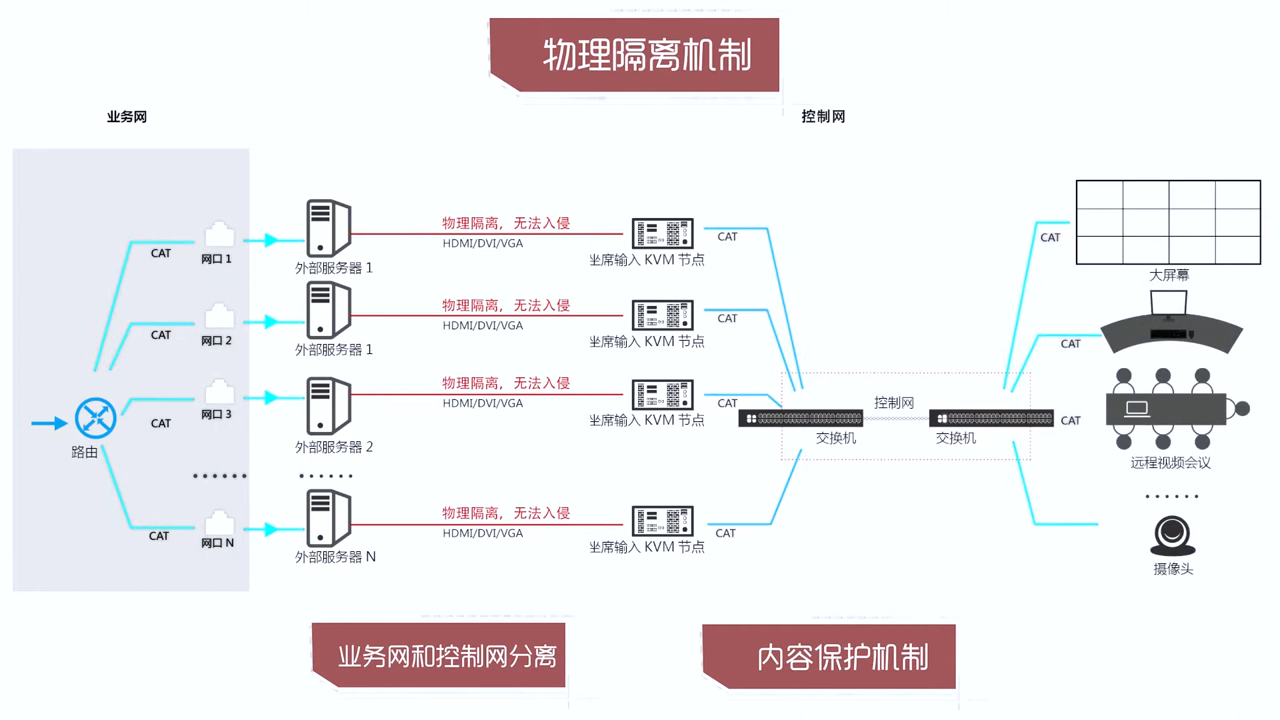 物理隔离机制
业务网
控制网
CAT
网口 1
外部服务器 1
物理隔离，无法入侵
HDMI/DVI/VGA
坐席输入 KVM 节点
CAT
CAT
大屏幕
CAT
网口 2
外部服务器 1
物理隔离，无法入侵
HDMI/DVI/VGA
坐席输入 KVM 节点
CAT
CAT
路由
CAT
网口 3
外部服务器 2
物理隔离，无法入侵
HDMI/DVI/VGA
坐席输入 KVM 节点
CAT
交换机
控制网
交换机
CAT
远程视频会议
CAT
网口 N
外部服务器 N
物理隔离，无法入侵
HDMI/DVI/VGA
坐席输入 KVM 节点
CAT
摄像头
业务网和控制网分离
内容保护机制